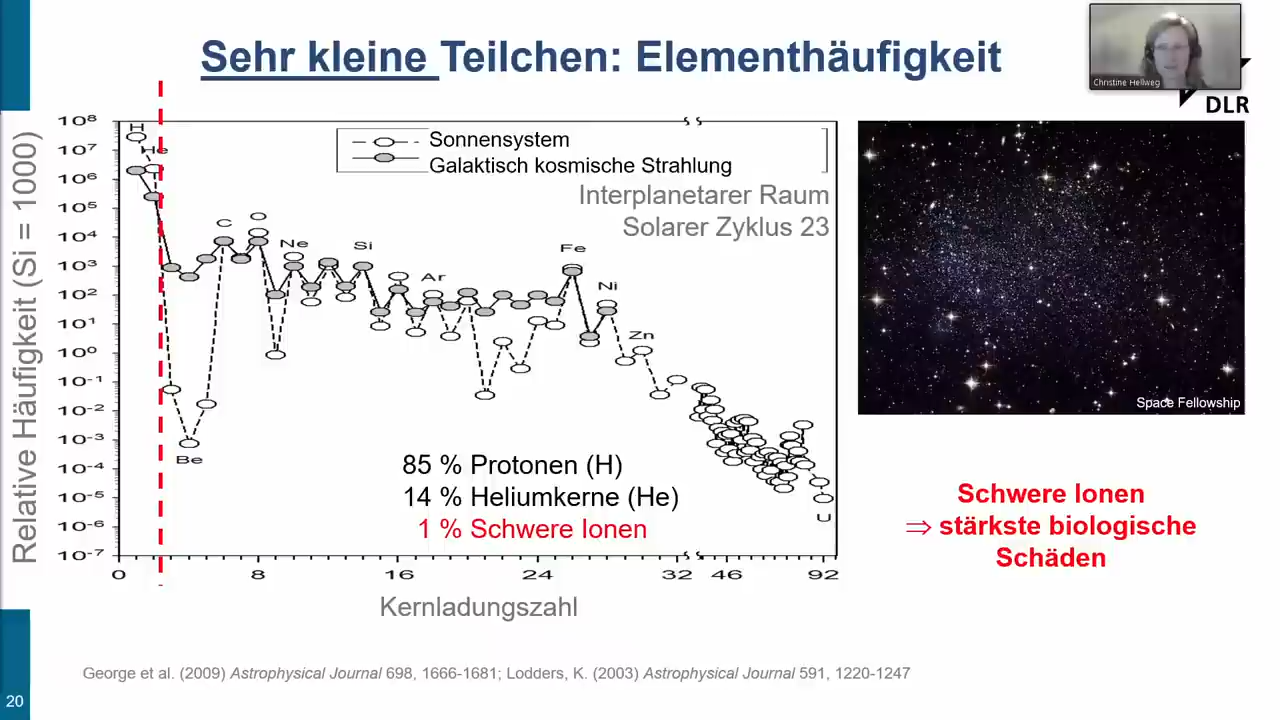 Sehr kleine Teilchen: Elementhäufigkeit
Christine Hellweg
DLR
Relative Häufigkeit (Si = 1000)
10⁸
10⁷
10⁶
10⁵
10⁴
10³
10²
10¹
10⁰
10⁻¹
10⁻²
10⁻³
10⁻⁴
10⁻⁵
10⁻⁶
10⁻⁷
Sonnensystem
Galaktisch kosmische Strahlung
Interplanetarer Raum
Solarer Zyklus 23
H
He
Be
C
O
Ne
Si
Ar
Fe
Ni
Zn
U
85 % Protonen (H)
14 % Heliumkerne (He)
1 % Schwere Ionen
0 8 16 24 32 46 92
Kernladungszahl
Space Fellowship
Schwere Ionen
⇒ stärkste biologische
Schäden
George et al. (2009) Astrophysical Journal 698, 1666-1681; Lodders, K. (2003) Astrophysical Journal 591, 1220-1247
20